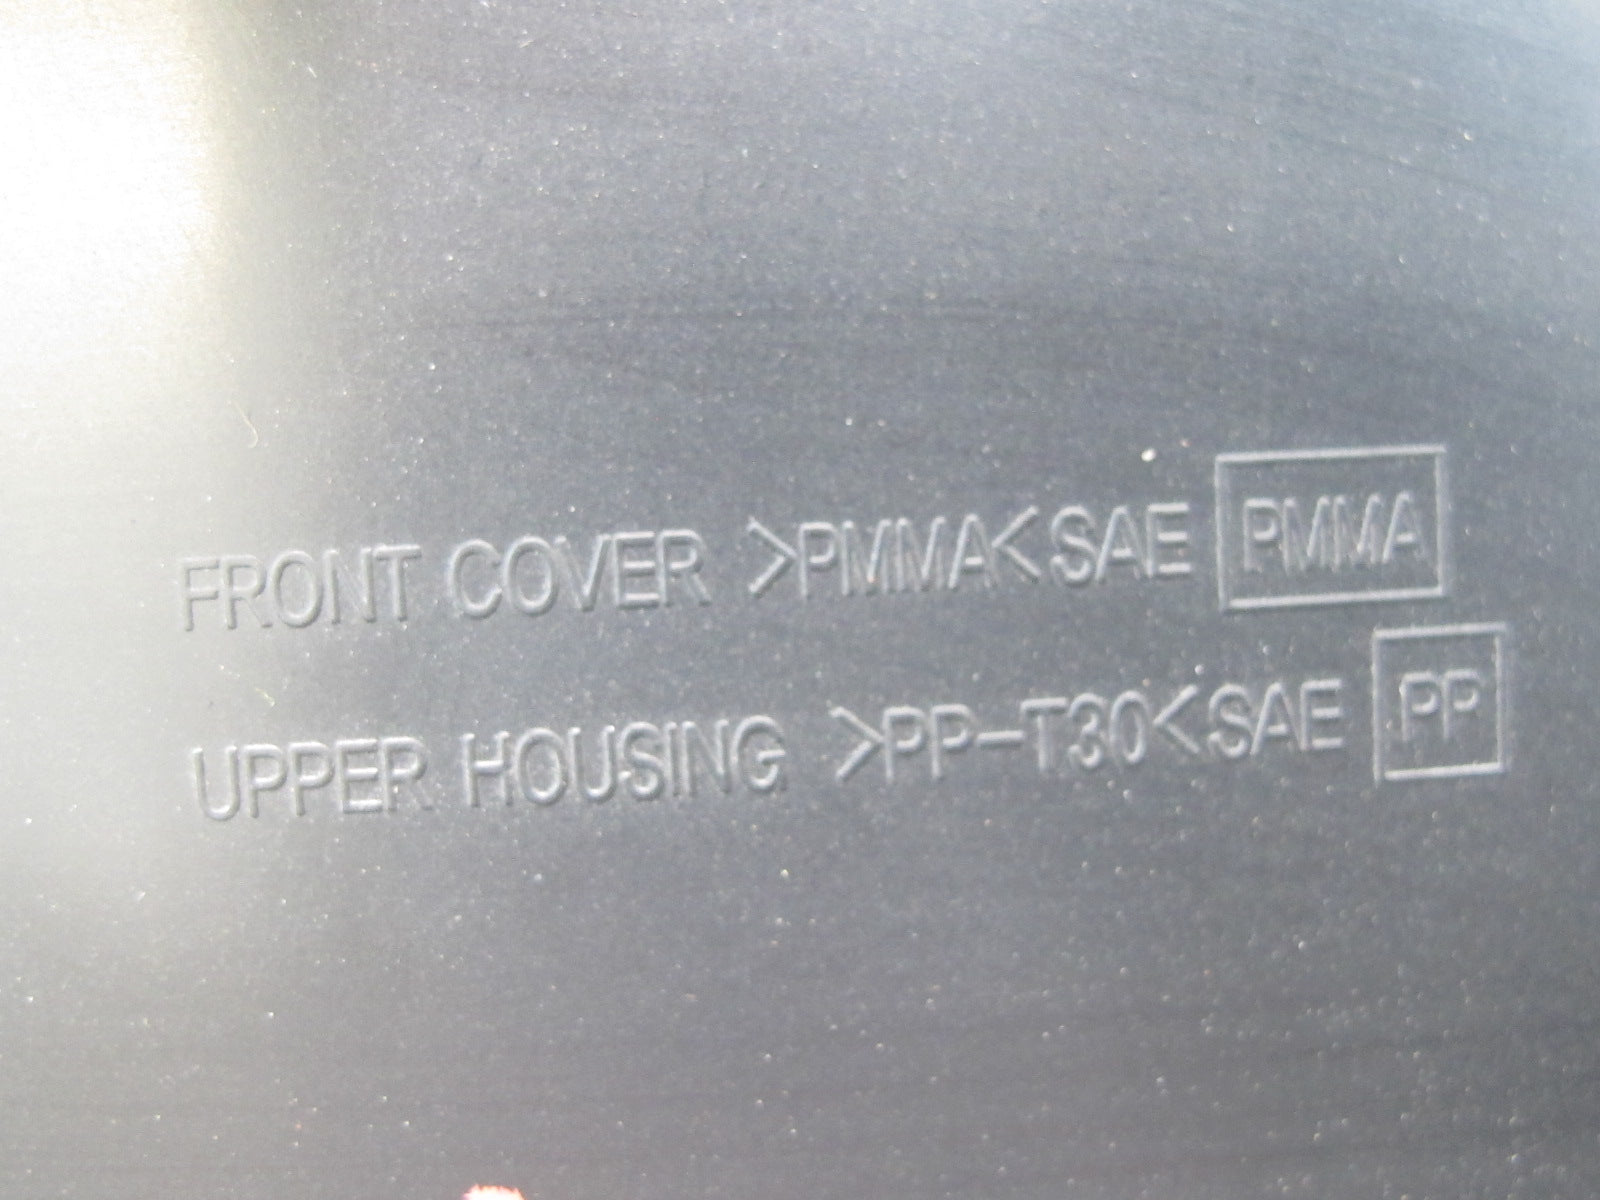 FRONT COVER >PMMA< SAE PMMA
UPPER HOUSING >PP-T30< SAE PP